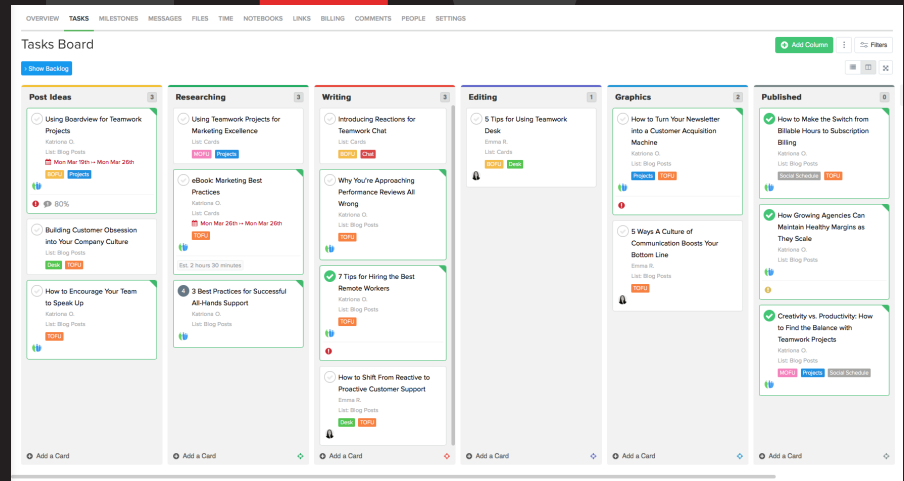 OVERVIEW TASKS MILESTONES MESSAGES FILES TIME NOTEBOOKS LINKS BILLING COMMENTS PEOPLE SETTINGS
Tasks Board
Add Column
Filters
› Show Backlog
Post Ideas 3
Using Boardview for Teamwork
Projects
Katrione O.
List: Blog Posts
Mon Mar 19th → Mon Mar 26th
BOFU Projects
80%
Building Customer Obsession
into Your Company Culture
List: Blog Posts
Desk TOFU
How to Encourage Your Team
to Speak Up
Katrione O.
List: Blog Posts
TOFU
Add a Card
Researching 3
Using Teamwork Projects for
Marketing Excellence
List: Cards
MOFU Projects
eBook: Marketing Best
Practices
Katrione O.
List: Cards
Mon Mar 26th → Mon Mar 26th
TOFU
Est. 2 hours 30 minutes
4 3 Best Practices for Successful
All-Hands Support
Katrione O.
List: Blog Posts
Add a Card
Writing 3
Introducing Reactions for
Teamwork Chat
List: Cards
BOFU Chat
Why You're Approaching
Performance Reviews All
Wrong
Katrione O.
List: Blog Posts
TOFU
7 Tips for Hiring the Best
Remote Workers
Katrione O.
List: Blog Posts
TOFU
How to Shift From Reactive to
Proactive Customer Support
Emma R.
List: Blog Posts
Desk TOFU
Add a Card
Editing 1
5 Tips for Using Teamwork
Desk
Emma R.
List: Cards
BOFU Desk
Add a Card
Graphics 2
How to Turn Your Newsletter
into a Customer Acquisition
Machine
Katrione O.
List: Blog Posts
Projects TOFU
5 Ways A Culture of
Communication Boosts Your
Bottom Line
Emma R.
List: Blog Posts
TOFU
Add a Card
Published 0
How to Make the Switch from
Billable Hours to Subscription
Billing
Katrione O.
List: Blog Posts
Social Schedule TOFU
How Growing Agencies Can
Maintain Healthy Margins as
They Scale
Katrione O.
List: Blog Posts
Creativity vs. Productivity: How
to Find the Balance with
Teamwork Projects
Katrione O.
List: Blog Posts
MOFU Projects Social Schedule
Add a Card